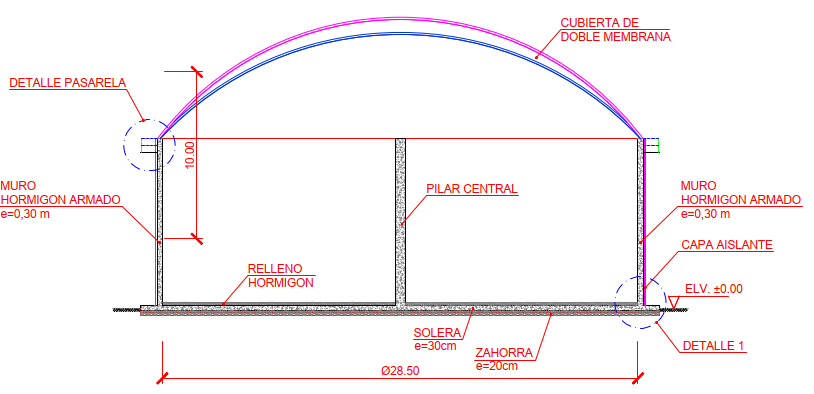 CUBIERTA DE
DOBLE MEMBRANA
DETALLE PASARELA
10.00
MURO
HORMIGON ARMADO
e=0,30 m
PILAR CENTRAL
MURO
HORMIGON ARMADO
e=0,30 m
CAPA AISLANTE
RELLENO
HORMIGON
ELV. ±0.00
SOLERA
e=30cm
ZAHORRA
e=20cm
DETALLE 1
Ø28.50